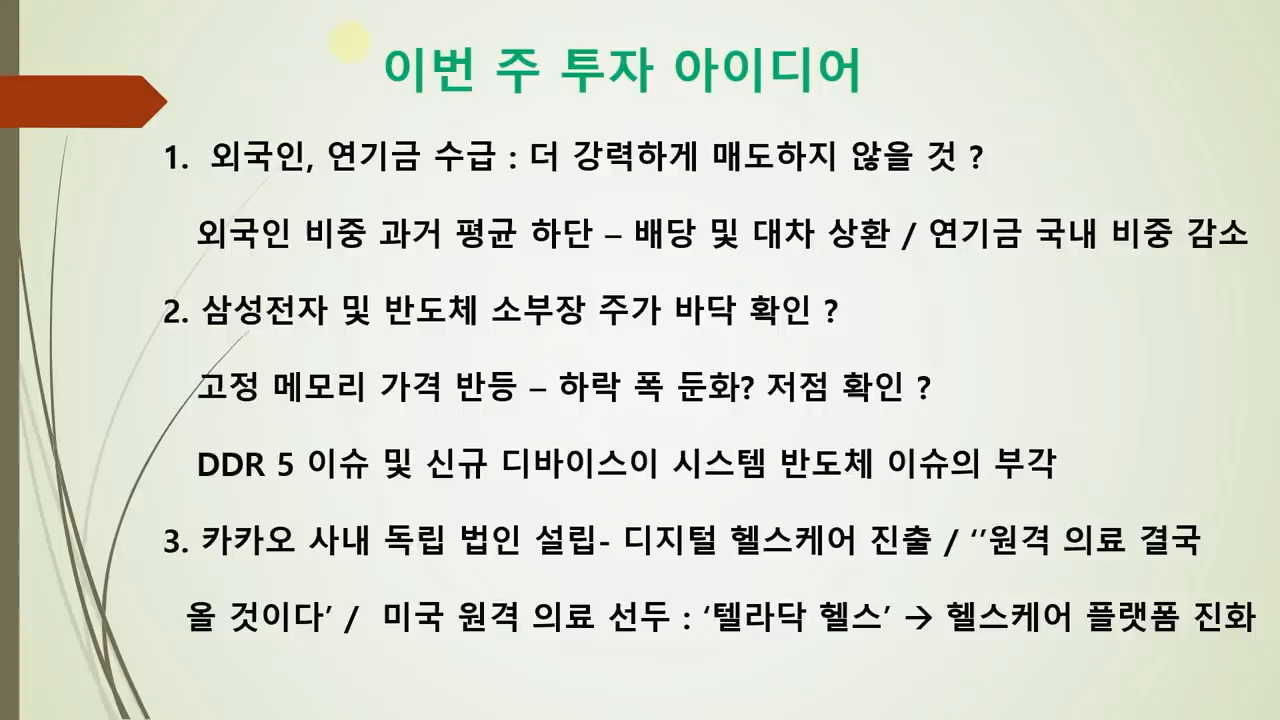 이번 주 투자 아이디어
1. 외국인, 연기금 수급 : 더 강력하게 매도하지 않을 것 ?
외국인 비중 과거 평균 하단 – 배당 및 대차 상환 / 연기금 국내 비중 감소
2. 삼성전자 및 반도체 소부장 주가 바닥 확인 ?
고정 메모리 가격 반등 – 하락 폭 둔화? 저점 확인 ?
DDR 5 이슈 및 신규 디바이스이 시스템 반도체 이슈의 부각
3. 카카오 사내 독립 법인 설립- 디지털 헬스케어 진출 / ‘’원격 의료 결국
올 것이다’ / 미국 원격 의료 선두 : ‘텔라닥 헬스’ → 헬스케어 플랫폼 진화